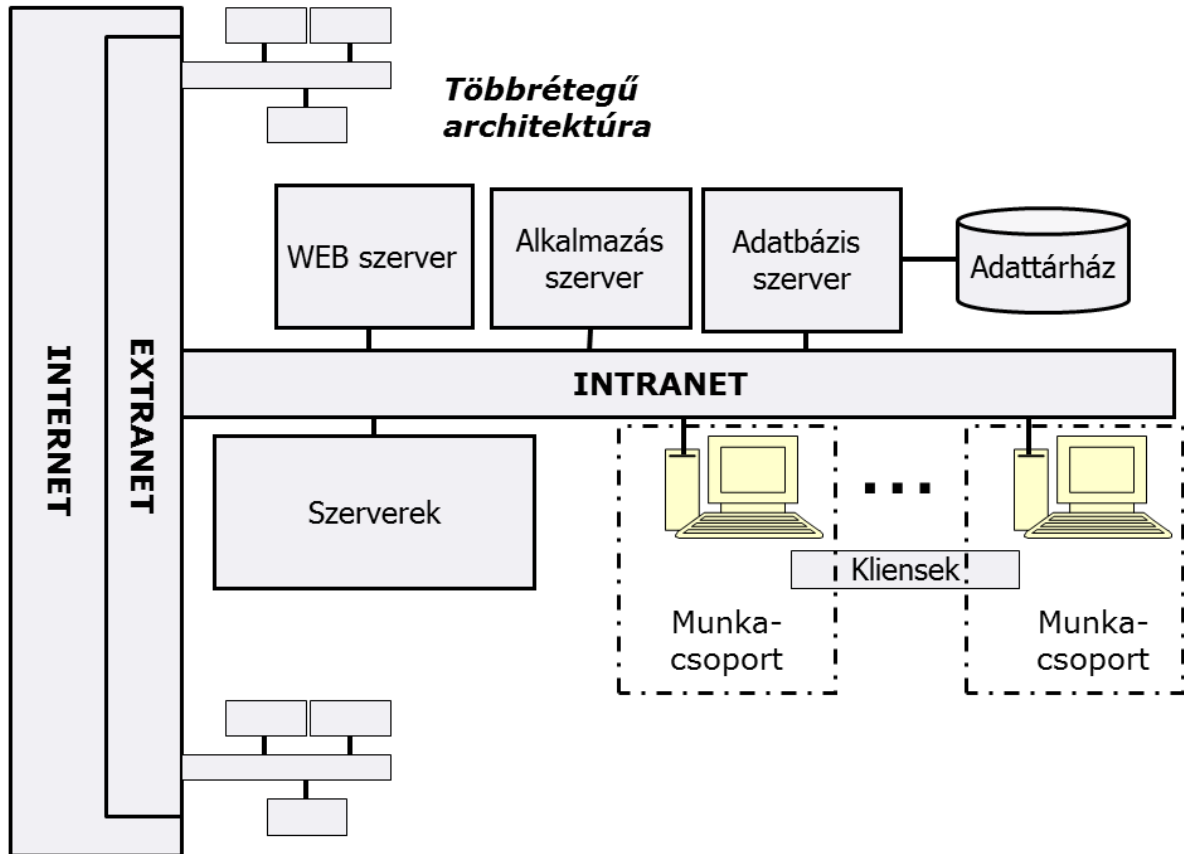 Többrétegű
architektúra
WEB szerver
Alkalmazás
szerver
Adatbázis
szerver
Adattárház
INTERNET
EXTRANET
INTRANET
Szerverek
Kliensek
Munka-
csoport
Munka-
csoport